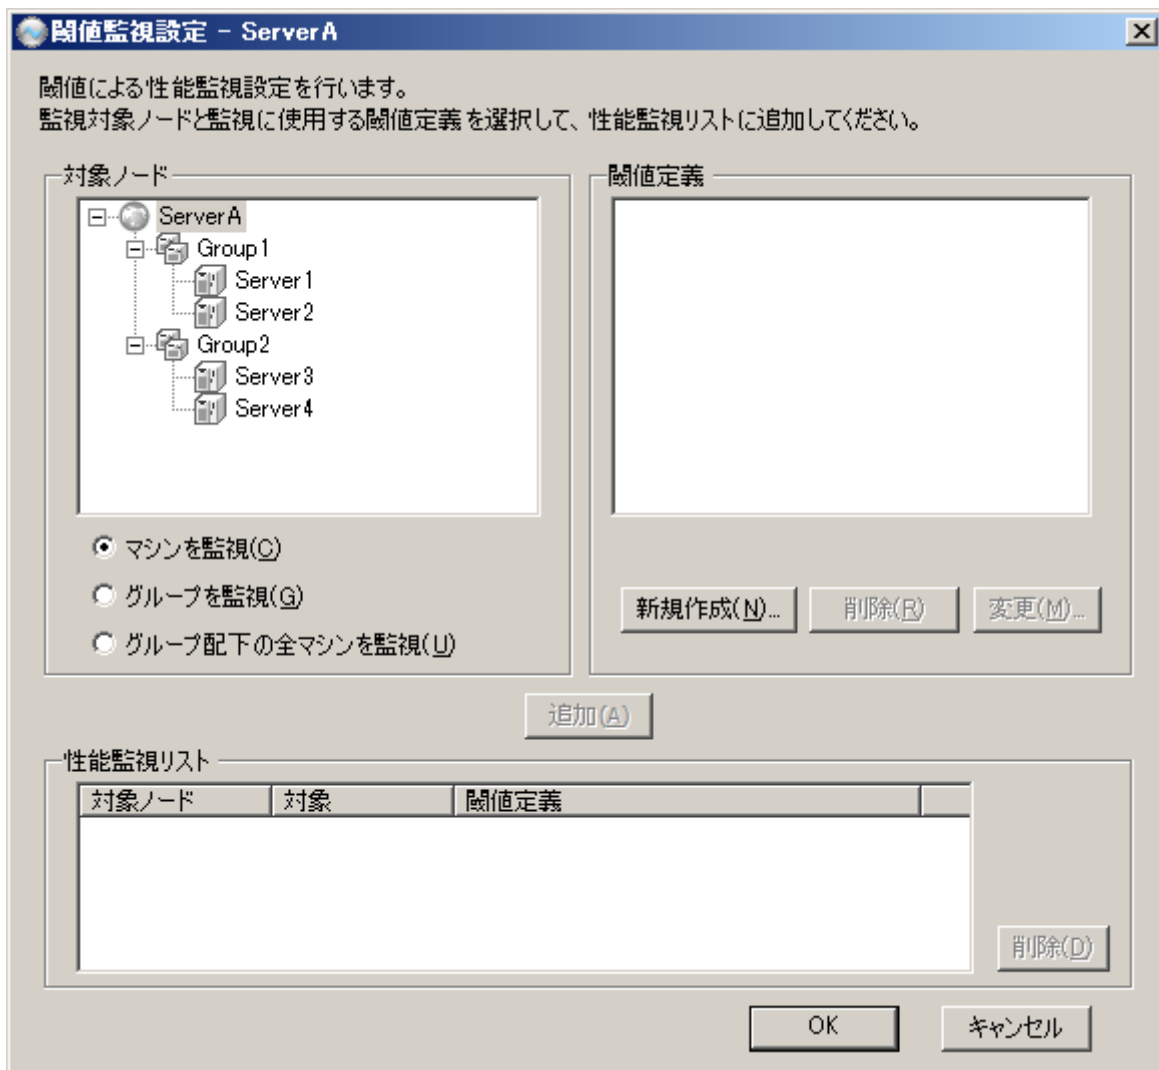 閾値監視設定 - ServerA
閾値による性能監視設定を行います。
監視対象ノードと監視に使用する閾値定義を選択して、性能監視リストに追加してください。
対象ノード
ServerA
Group1
Server1
Server2
Group2
Server3
Server4
マシンを監視(C)
グループを監視(G)
グループ配下の全マシンを監視(U)
閾値定義
新規作成(N)...
削除(R)
変更(M)...
追加(A)
性能監視リスト
対象ノード 対象 閾値定義
削除(D)
OK
キャンセル